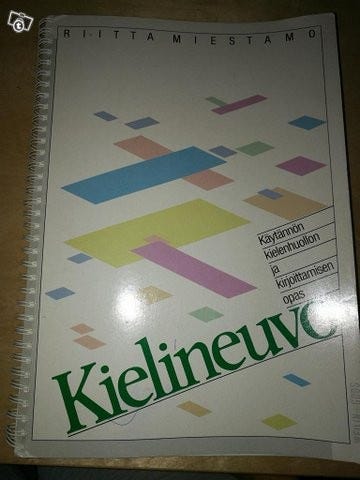 RIITTA MIESTAMO
Käytännön
kielenhuollon
ja
kirjoittamisen
opas
Kielineuvo